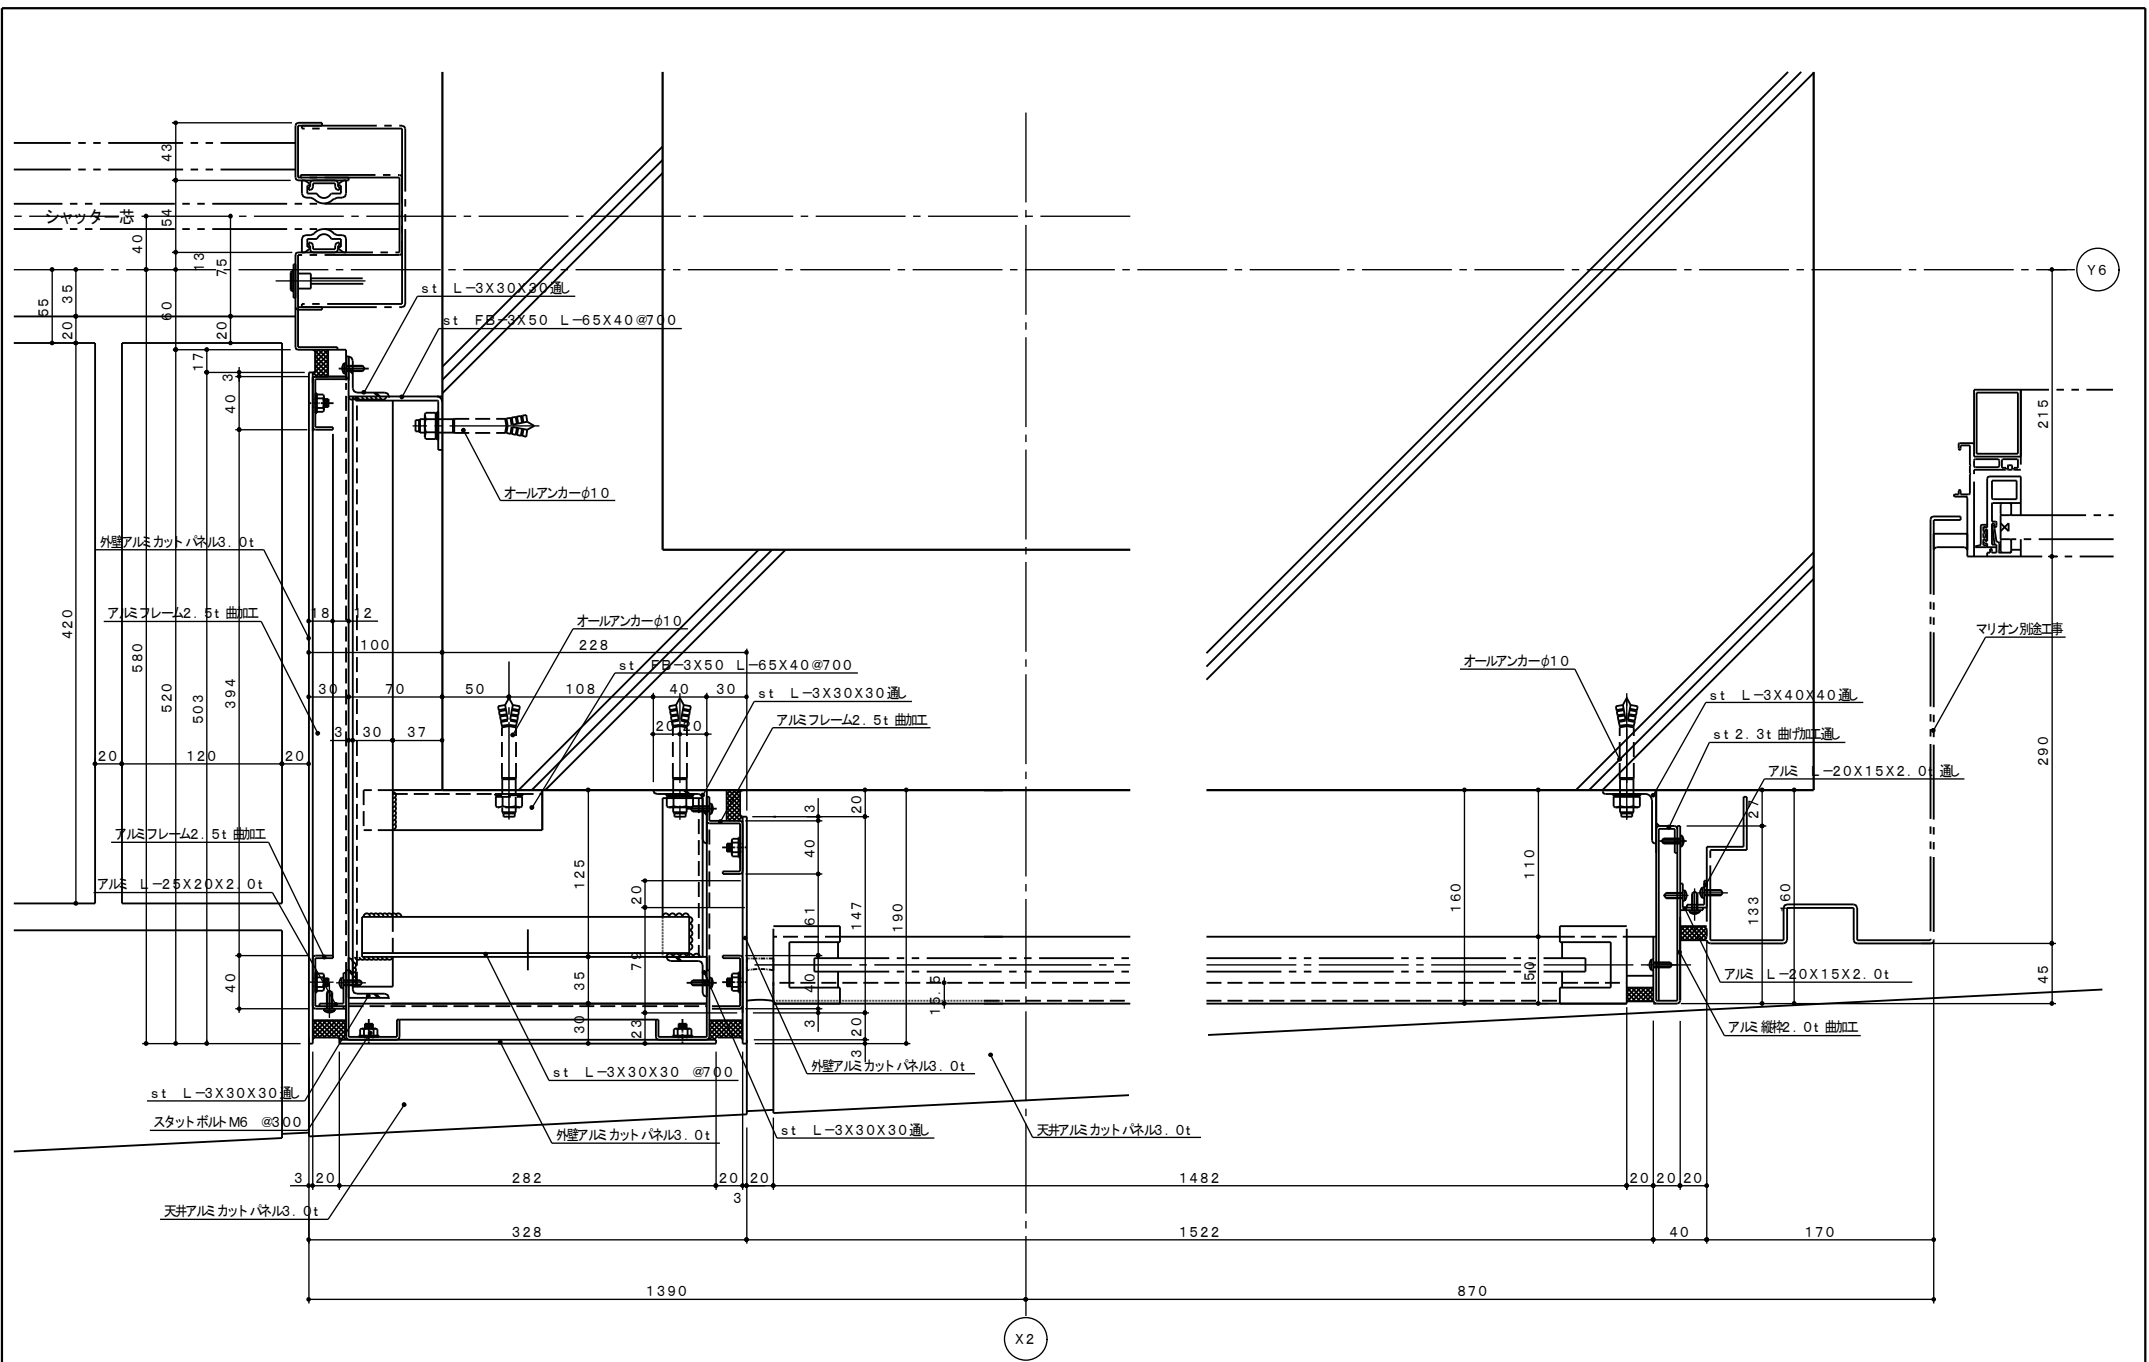 43
シャッター芯
54
40
13
75
Y6
55
35
st L-3X30X30通し
60
20
20
st FB-3X50 L-65X40@700
17
3
40
215
オールアンカーφ10
外壁アルミカットパネル3.0t
アルミフレーム2.5t 曲加工
18
12
420
オールアンカーφ10
マリオン別途工事
100
228
580
st FB-3X50 L-65X40@700
オールアンカーφ10
520
503
394
30
70
50
108
40
30
st L-3X30X30通し
st L-3X40X40通し
20
20
アルミフレーム2.5t 曲加工
3
30
37
st 2.3t 曲げ加工通し
20
120
20
290
アルミ L-20X15X2.0t 通し
3
20
27
アルミフレーム2.5t 曲加工
40
125
110
アルミ L-25X20X2.0t
20
61
147
190
160
133
160
79
40
35
40
50
アルミ L-20X15X2.0t
45
15.5
30
23
3
20
3
アルミ縦枠2.0t 曲加工
st L-3X30X30 @700
外壁アルミカットパネル3.0t
st L-3X30X30通し
スタットボルトM6 @300
外壁アルミカットパネル3.0t
st L-3X30X30通し
天井アルミカットパネル3.0t
3
20
282
20
3
20
1482
20
20
20
天井アルミカットパネル3.0t
328
1522
40
170
1390
870
X2